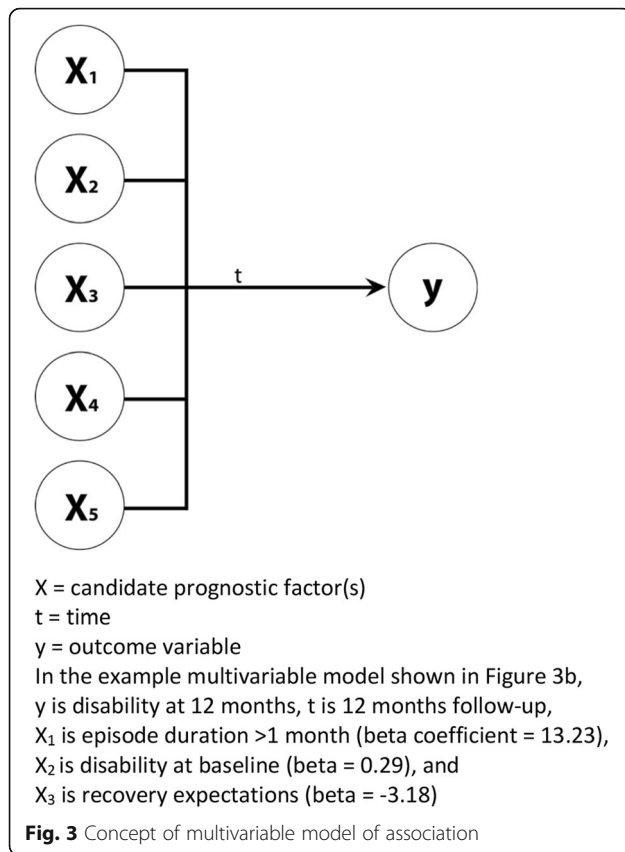 X₁
X₂
X₃
t
y
X₄
X₅
X = candidate prognostic factor(s)
t = time
y = outcome variable
In the example multivariable model shown in Figure 3b,
y is disability at 12 months, t is 12 months follow-up,
X₁ is episode duration >1 month (beta coefficient = 13.23),
X₂ is disability at baseline (beta = 0.29), and
X₃ is recovery expectations (beta = -3.18)
Fig. 3 Concept of multivariable model of association